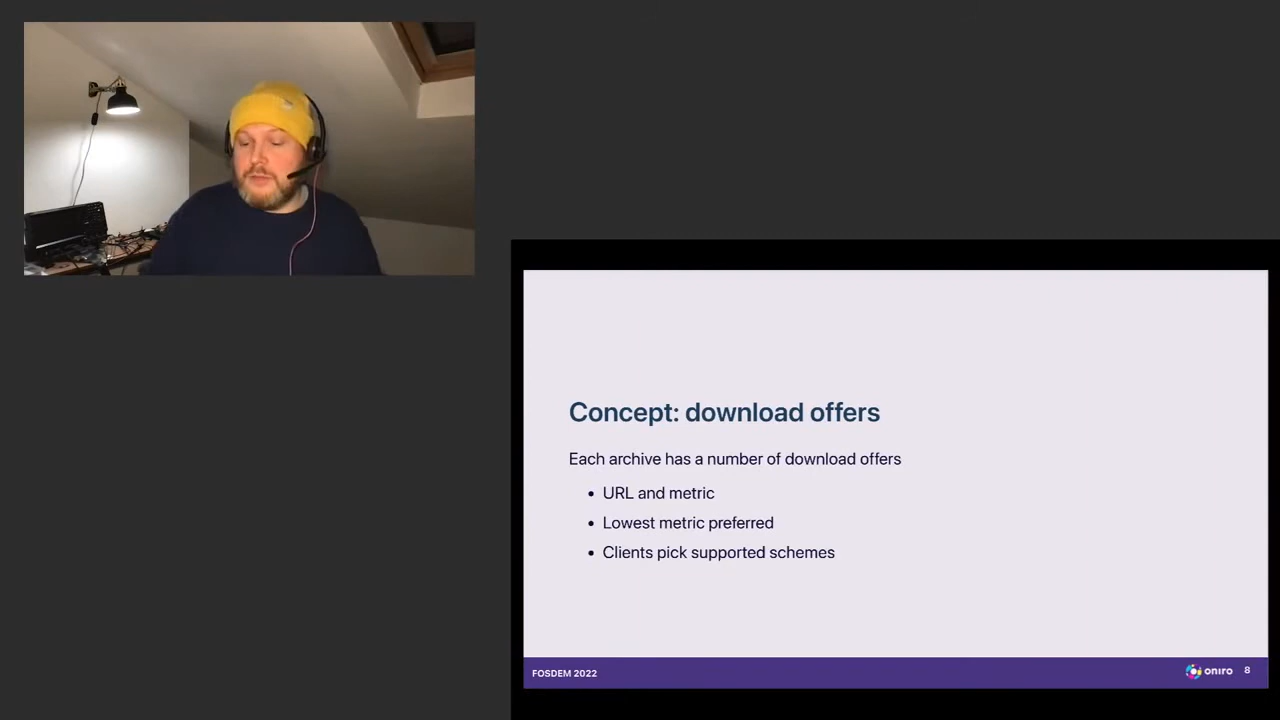 Concept: download offers
Each archive has a number of download offers
• URL and metric
• Lowest metric preferred
• Clients pick supported schemes
FOSDEM 2022
oniro 8